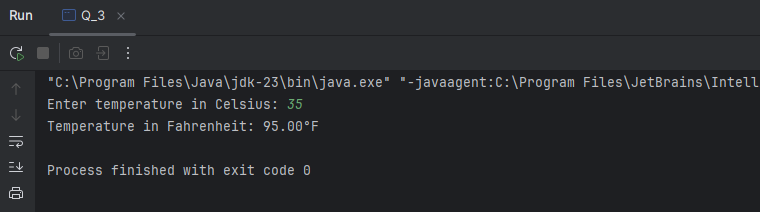 Run Q_3
"C:\Program Files\Java\jdk-23\bin\java.exe" "-javaagent:C:\Program Files\JetBrains\Intell
Enter temperature in Celsius: 35
Temperature in Fahrenheit: 95.00°F
Process finished with exit code 0